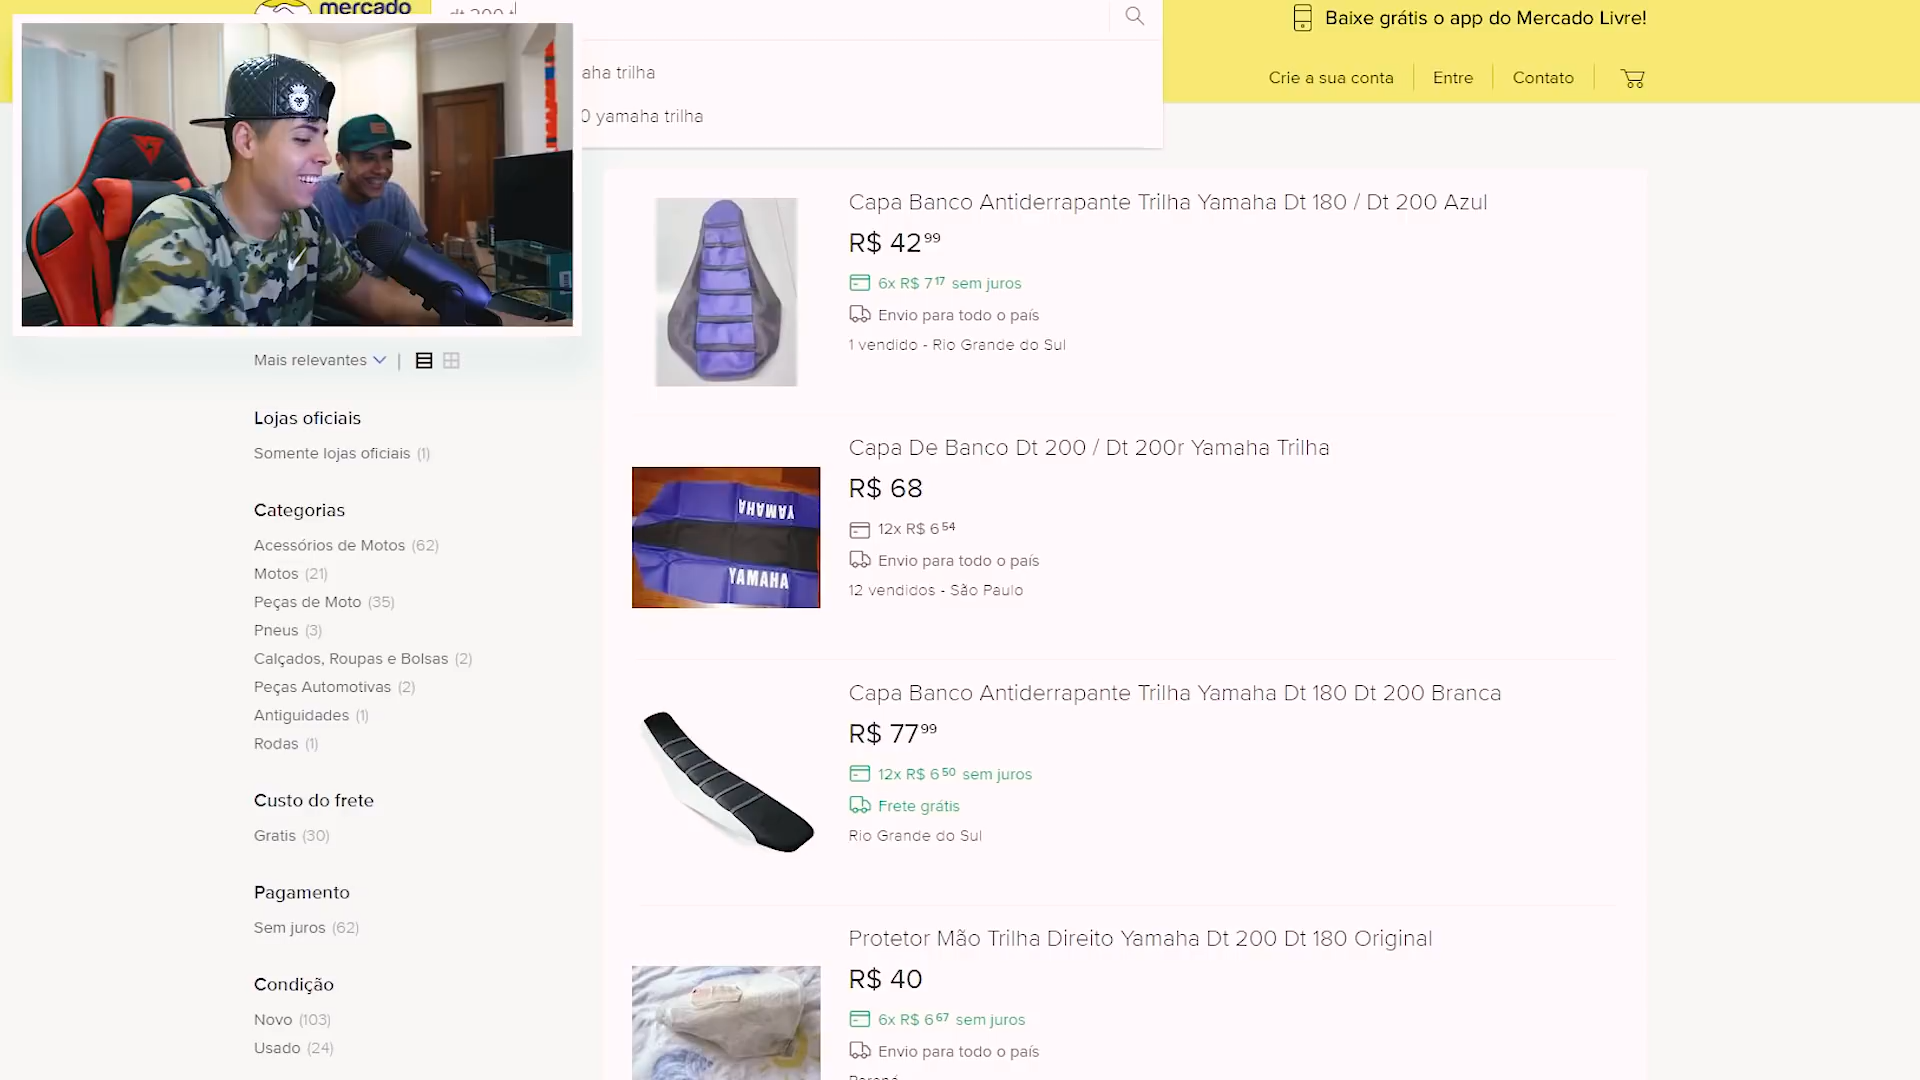 mercado
dt 200 t
Baixe grátis o app do Mercado Livre!
aha trilha
0 yamaha trilha
Crie a sua conta
Entre
Contato
Mais relevantes
Lojas oficiais
Somente lojas oficiais (1)
Categorias
Acessórios de Motos (62)
Motos (21)
Peças de Moto (35)
Pneus (3)
Calçados, Roupas e Bolsas (2)
Peças Automotivas (2)
Antiguidades (1)
Rodas (1)
Custo do frete
Gratis (30)
Pagamento
Sem juros (62)
Condição
Novo (103)
Usado (24)
Capa Banco Antiderrapante Trilha Yamaha Dt 180 / Dt 200 Azul
R$ 42 99
6x R$ 7 17 sem juros
Envio para todo o país
1 vendido - Rio Grande do Sul
YAMAHA
YAMAHA
Capa De Banco Dt 200 / Dt 200r Yamaha Trilha
R$ 68
12x R$ 6 54
Envio para todo o país
12 vendidos - São Paulo
Capa Banco Antiderrapante Trilha Yamaha Dt 180 Dt 200 Branca
R$ 77 99
12x R$ 6 50 sem juros
Frete grátis
Rio Grande do Sul
Protetor Mão Trilha Direito Yamaha Dt 200 Dt 180 Original
R$ 40
6x R$ 6 67 sem juros
Envio para todo o país
Paraná